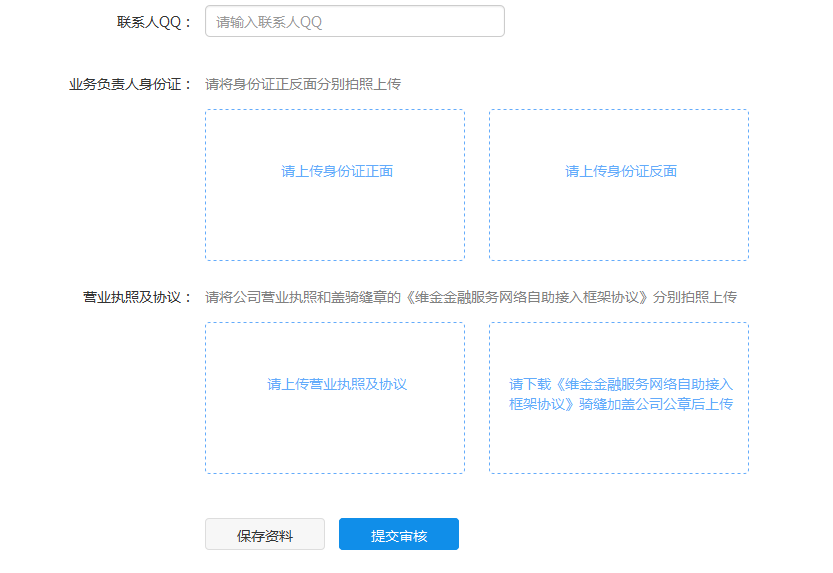 联系人QQ： 请输入联系人QQ
业务负责人身份证： 请将身份证正反面分别拍照上传
请上传身份证正面 请上传身份证反面
营业执照及协议： 请将公司营业执照和盖骑缝章的《维金金融服务网络自助接入框架协议》分别拍照上传
请上传营业执照及协议
请下载《维金金融服务网络自助接入
框架协议》骑缝加盖公司公章后上传
保存资料 提交审核